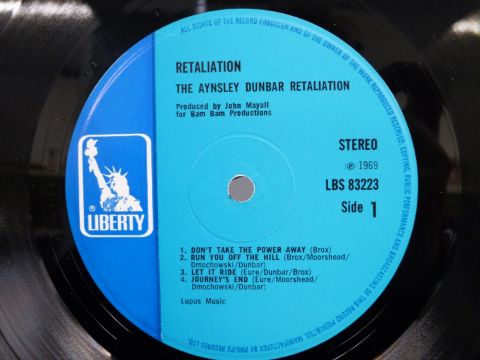 ALL RIGHTS OF THE RECORD PRODUCER AND OF THE OWNER OF THE WORK REPRODUCED RESERVED. COPYING, PUBLIC PERFORMANCE AND BROADCASTING OF THIS RECORD PROHIBITED. MANUFACTURED BY PHILIPS RECORDS LTD.
RETALIATION
THE AYNSLEY DUNBAR RETALIATION
Produced by John Mayall
for Bam Bam Productions
STEREO
℗ 1969
LBS 83223
Side 1
® LIBERTY
1. DON'T TAKE THE POWER AWAY (Brox)
2. RUN YOU OFF THE HILL (Brox/Moorshead/
Dmochowski/Dunbar)
3. LET IT RIDE (Eure/Dunbar/Brox)
4. JOURNEY'S END (Eure/Moorshead/
Dmochowski/Dunbar)
Lupus Music